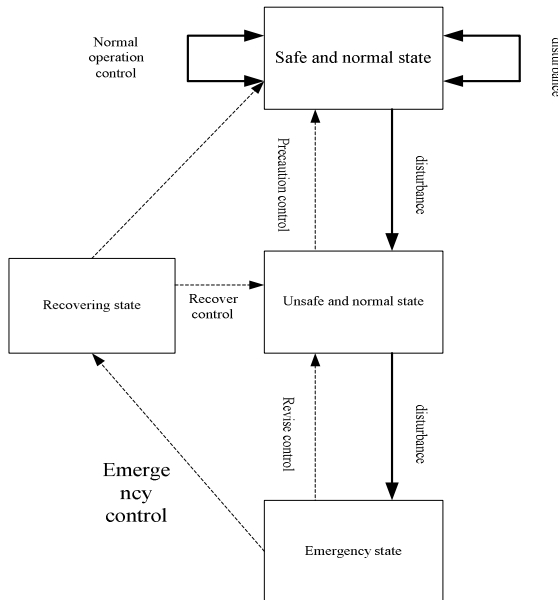 Normal
operation
control
Safe and normal state
disturbance
Precaution control
disturbance
Recovering state
Recover
control
Unsafe and normal state
Revise control
disturbance
Emerge
ncy
control
Emergency state